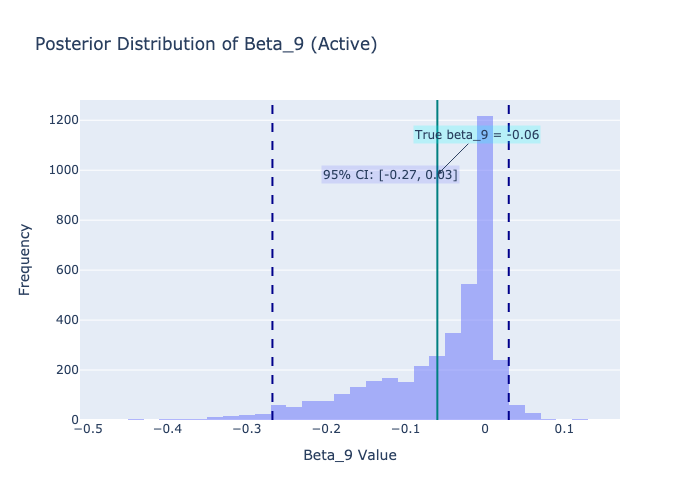 Posterior Distribution of Beta_9 (Active)
1200
1000
800
600
400
200
0
Frequency
True beta_9 = -0.06
95% CI: [-0.27, 0.03]
−0.5
−0.4
−0.3
−0.2
−0.1
0
0.1
Beta_9 Value